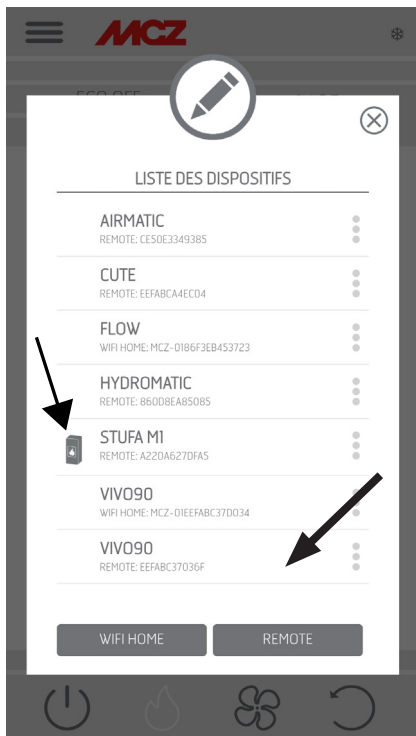 MCZ
LISTE DES DISPOSITIFS
AIRMATIC
REMOTE: CE50E3349385
CUTE
REMOTE: EEFABCA4EC04
FLOW
WIFI HOME: MCZ-0186F3EB453723
HYDROMATIC
REMOTE: 860D8EA85085
STUFA M1
REMOTE: A220A627DFA5
VIVO90
WIFI HOME: MCZ-01EEFABC37D034
VIVO90
REMOTE: EEFABC37036F
WIFI HOME REMOTE